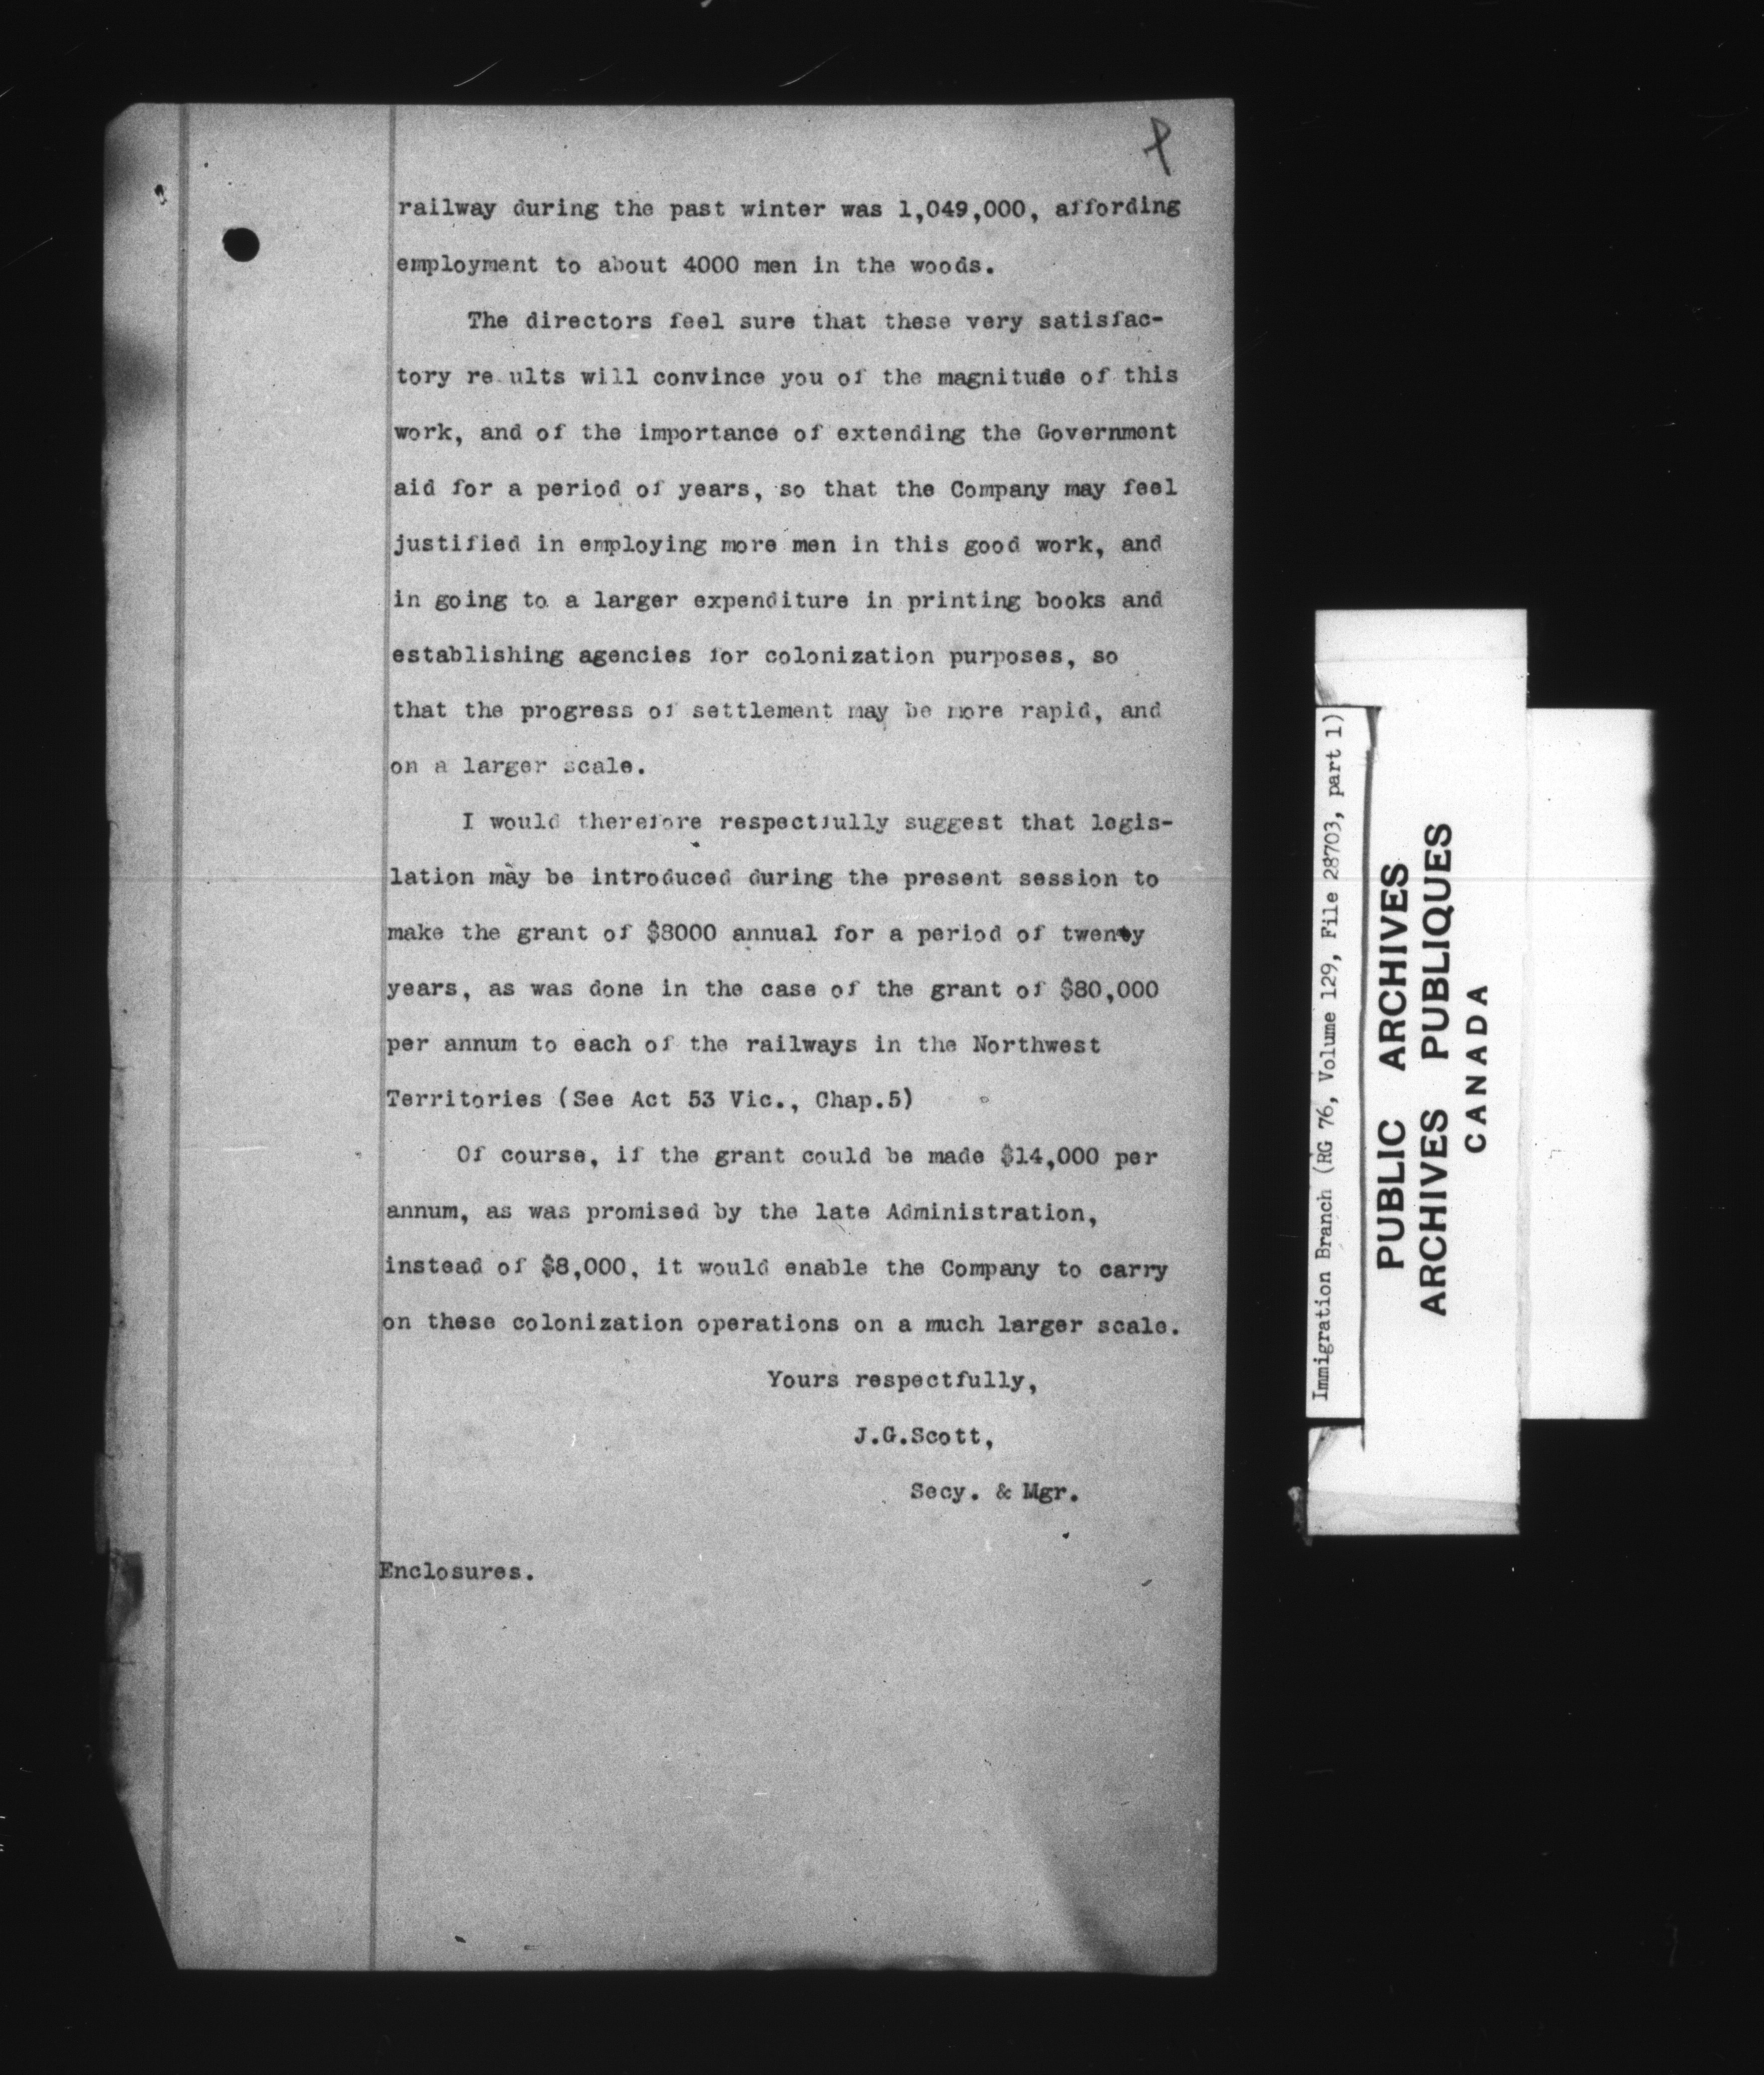 railway during the past winter was 1,049,000, affording
employment to about 4000 men in the woods.
The directors feel sure that these very satisfac-
tory re ults will convince you of the magnitude of this
work, and of the importance of extending the Government
aid for a period of years, so that the Company may feel
justified in employing more men in this good work, and
in going to a larger expenditure in printing books and
establishing agencies for colonization purposes, so
that the progress of settlement may be more rapid, and
on a larger scale.
I would therefore respectfully suggest that legis-
lation may be introduced during the present session to
make the grant of $8000 annual for a period of twenty
years, as was done in the case of the grant of $80,000
per annum to each of the railways in the Northwest
Territories (See Act 53 Vic., Chap.5)
Of course, if the grant could be made $14,000 per
annum, as was promised by the late Administration,
instead of $8,000, it would enable the Company to carry
on these colonization operations on a much larger scale.
Yours respectfully,
J.G.Scott,
Secy. & Mgr.
Enclosures.
Immigration Branch (RG 76, Volume 129, File 28703, part 1)
PUBLIC ARCHIVES
ARCHIVES PUBLIQUES
CANADA